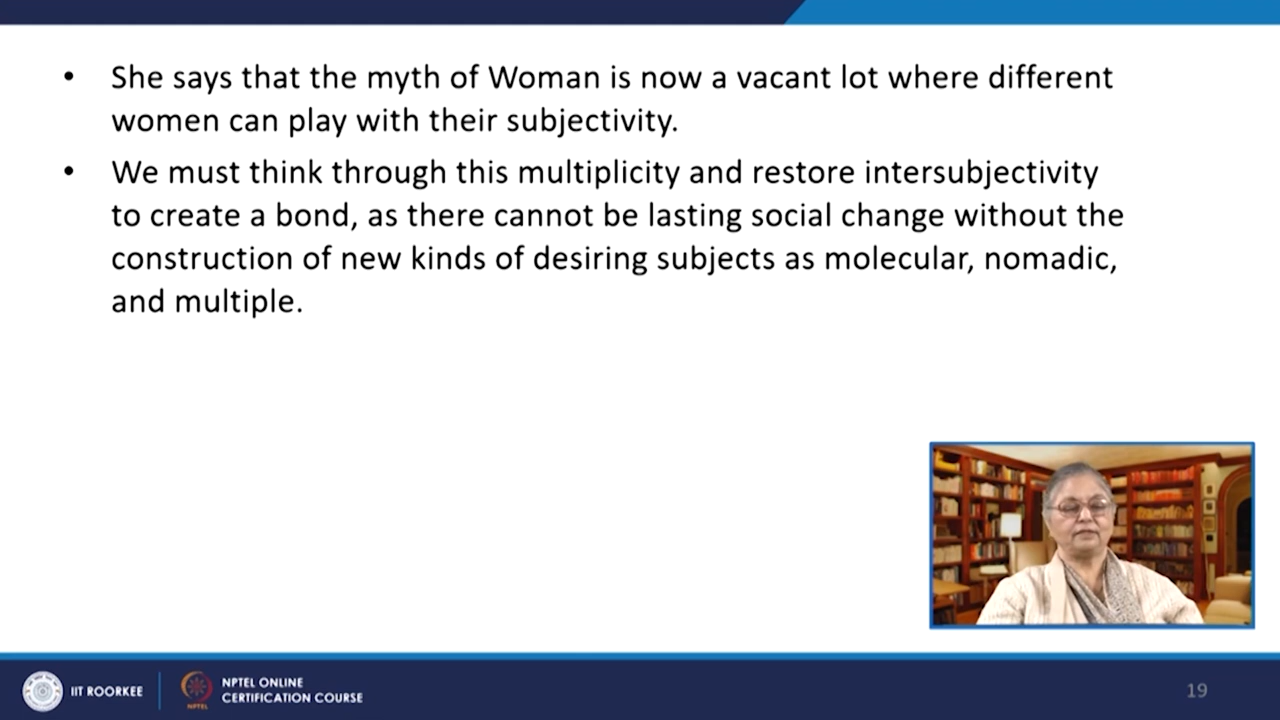 • She says that the myth of Woman is now a vacant lot where different
women can play with their subjectivity.
• We must think through this multiplicity and restore intersubjectivity
to create a bond, as there cannot be lasting social change without the
construction of new kinds of desiring subjects as molecular, nomadic,
and multiple.
IIT ROORKEE
NPTEL
NPTEL ONLINE
CERTIFICATION COURSE
19